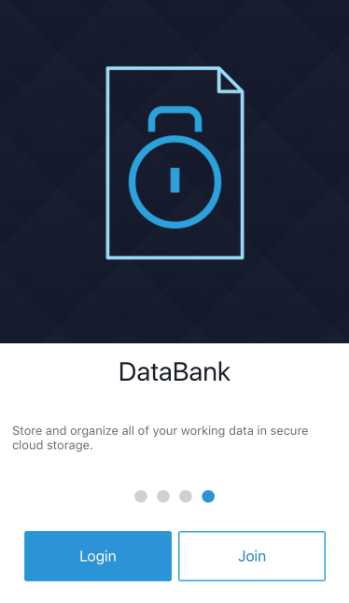 DataBank
Store and organize all of your working data in secure
cloud storage.
Login
Join